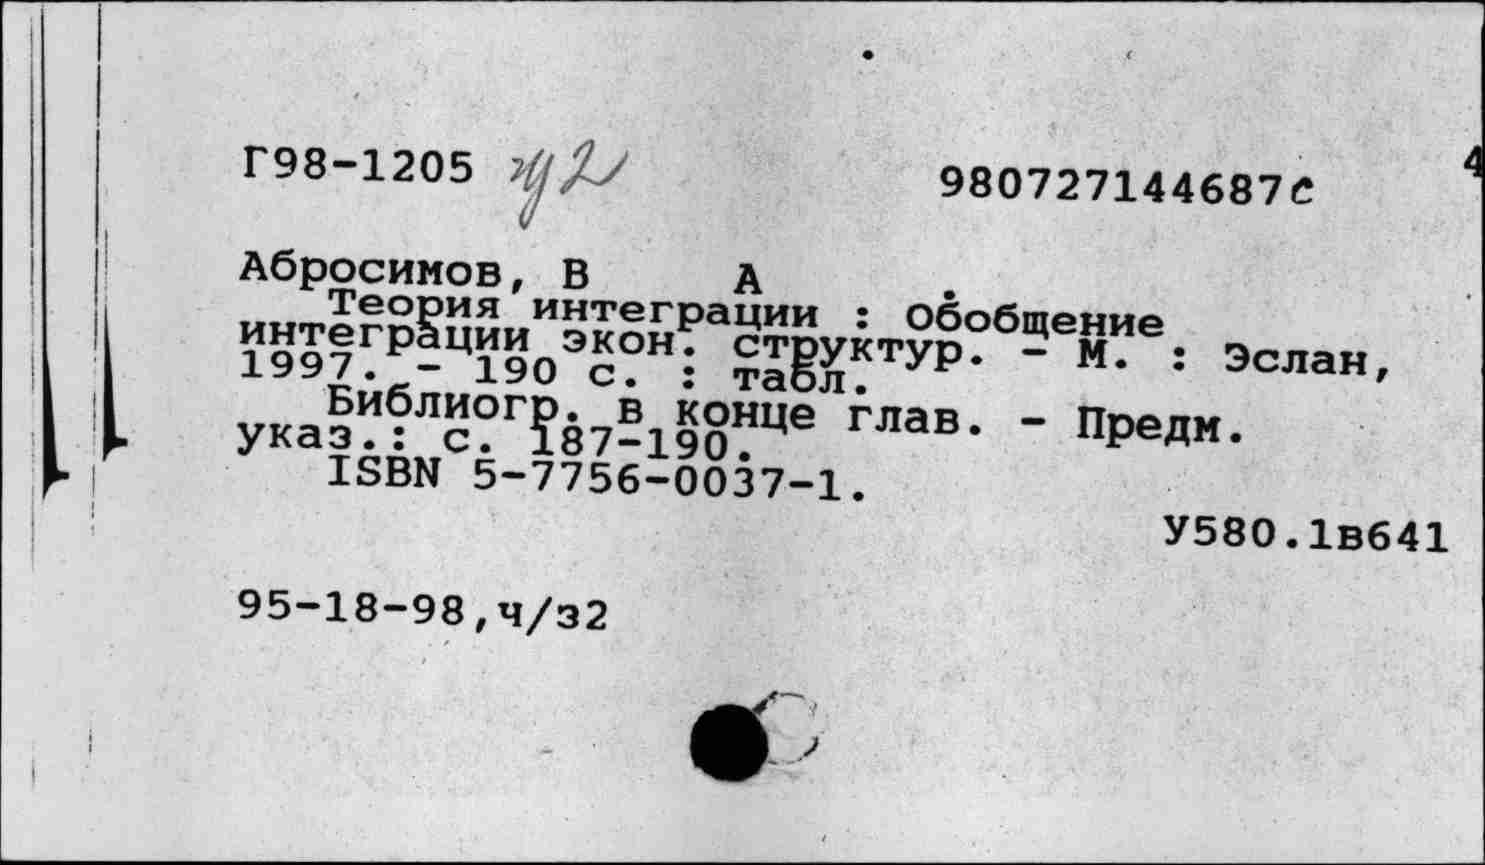 Г98-1205
980727144687с
4
Абросимов, В А .
Теория интеграции : Обобщение
интеграции экон. структур. - М. : Эслан,
1997. - 190 с. : табл.
Библиогр. в конце глав. - Предм.
указ.: с. 187-190.
ISBN 5-7756-0037-1.
У580.1в641
95-18-98,ч/з2